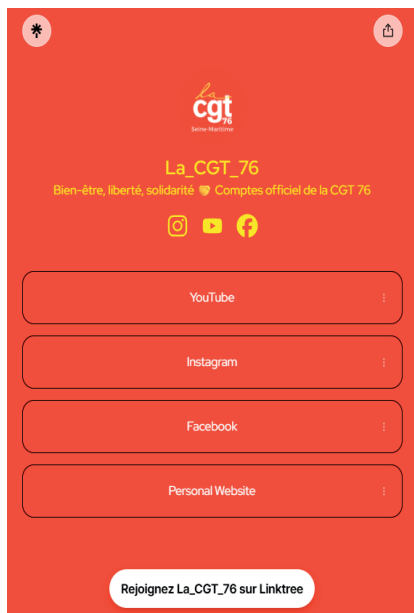 la
cgt
76
Seine-Maritime
La_CGT_76
Bien-être, liberté, solidarité 🤝 Comptes officiel de la CGT 76
YouTube
Instagram
Facebook
Personal Website
Rejoignez La_CGT_76 sur Linktree